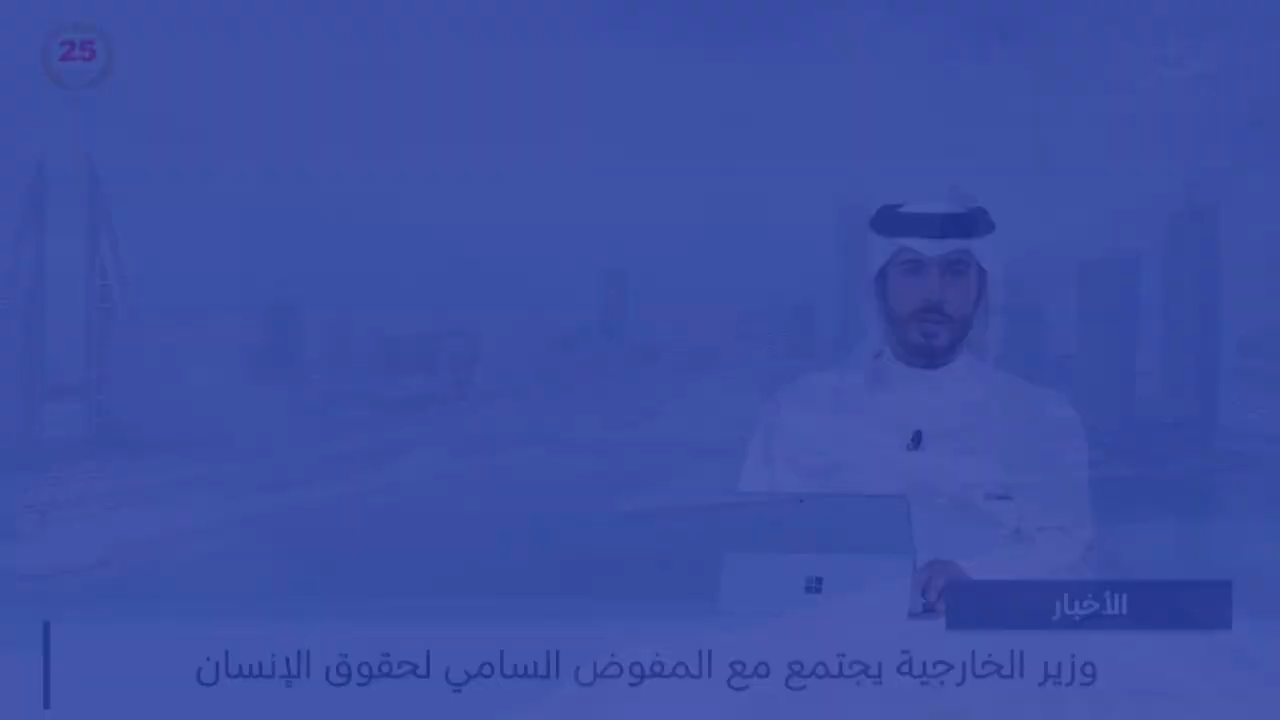 25
الأخبار
وزير الخارجية يجتمع مع المفوض السامي لحقوق الإنسان